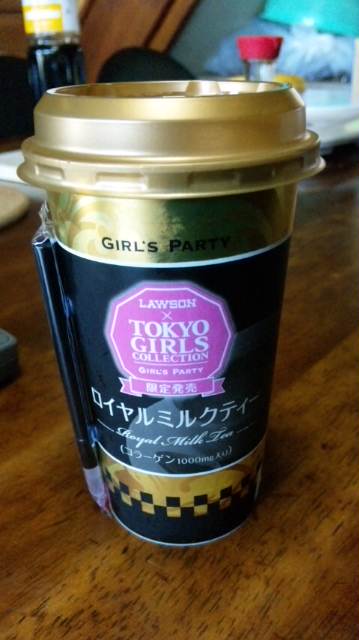 GIRL'S PARTY
LAWSON
×
TOKYO
GIRLS
COLLECTION
GIRL'S PARTY
限定発売
ロイヤルミルクティー
Royal Milk Tea
(コラーゲン1000mg入り)